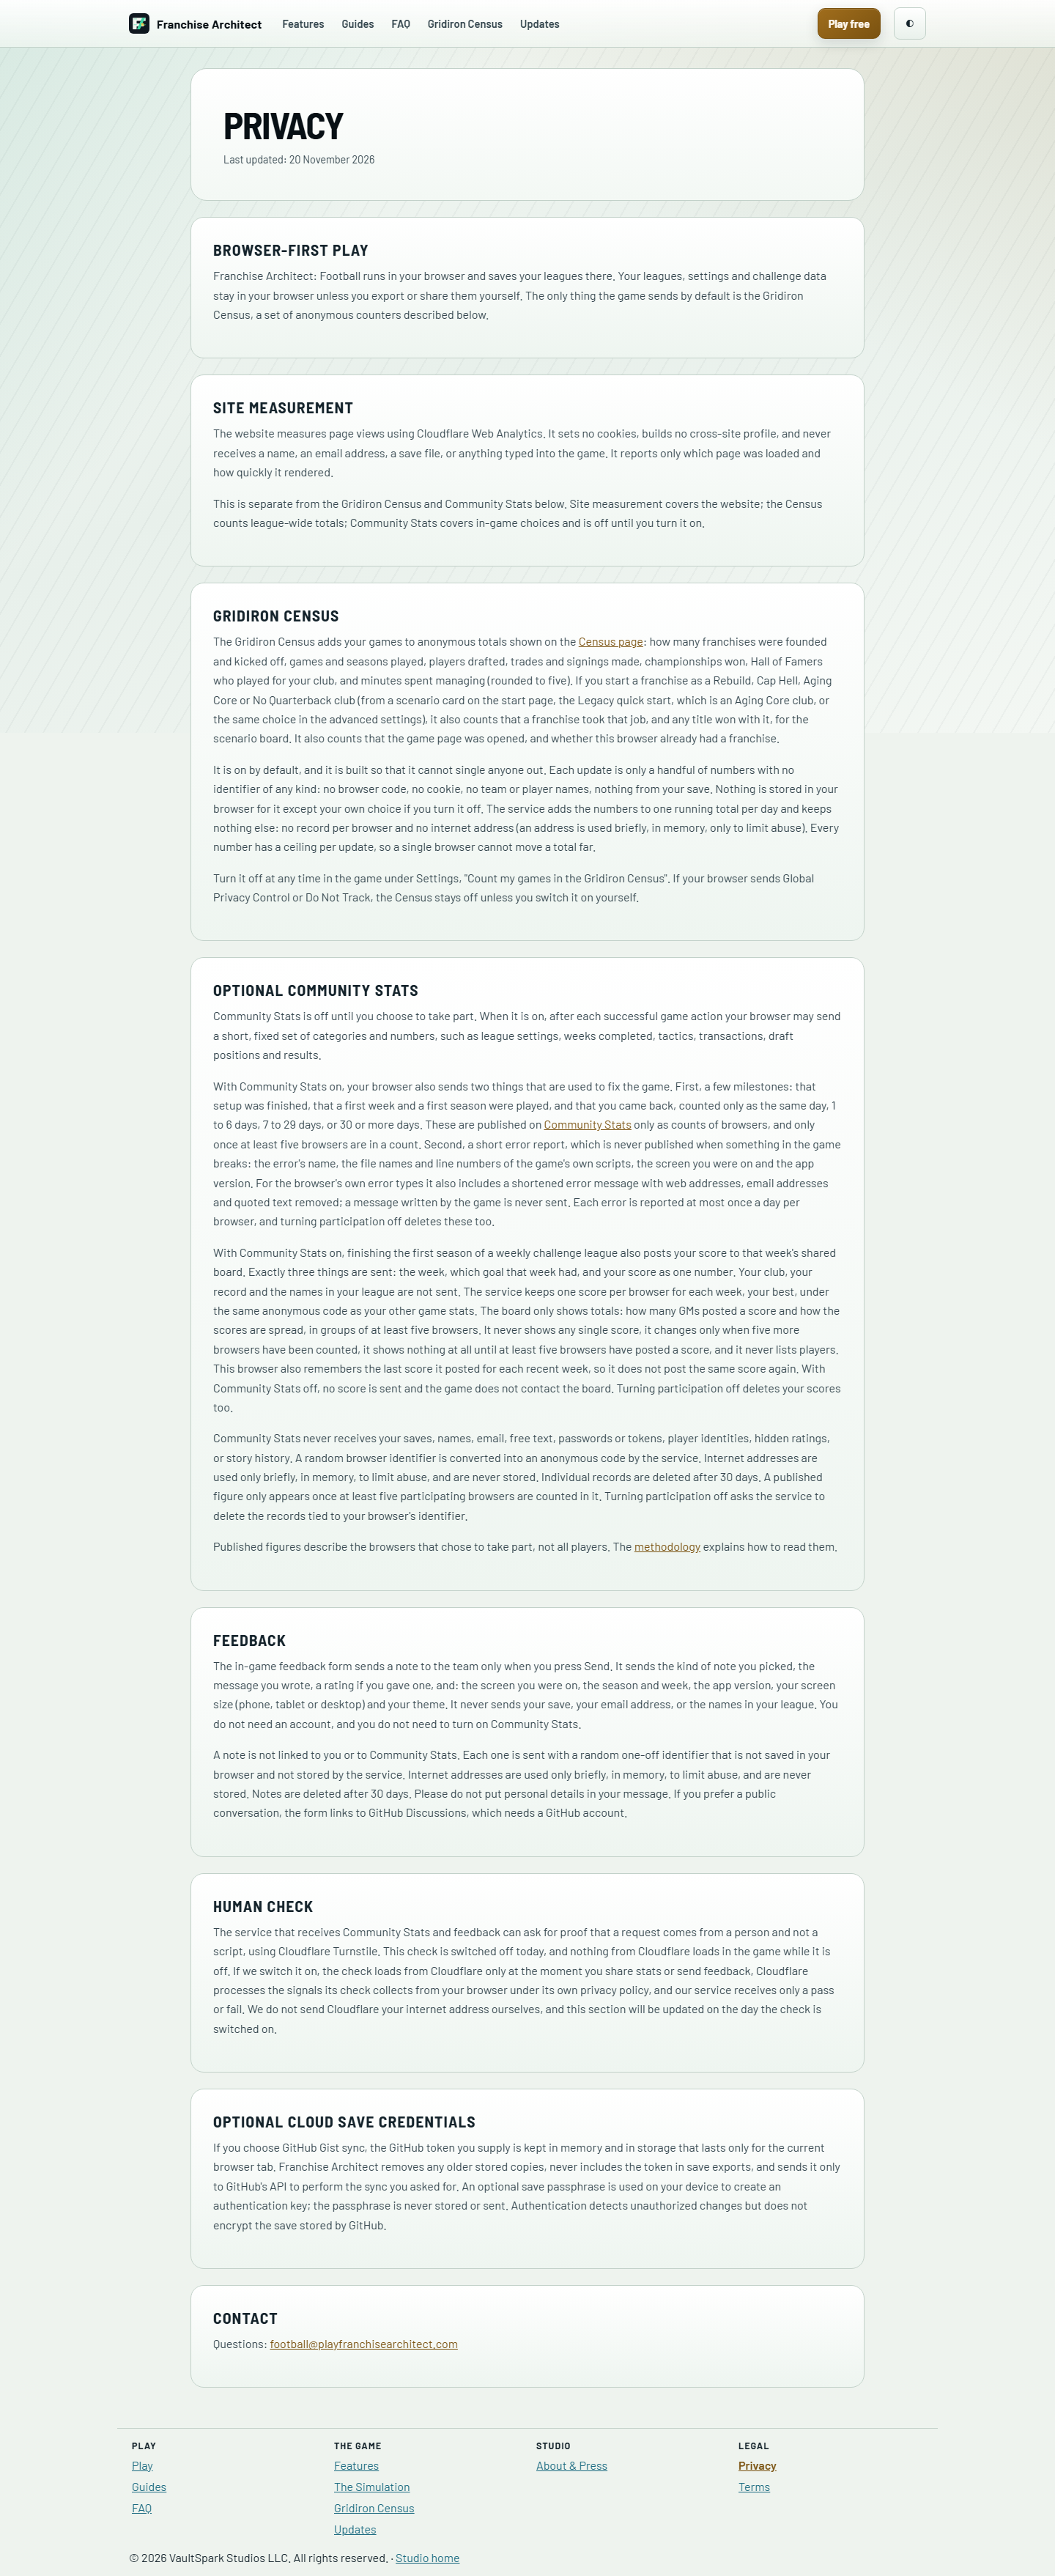 Franchise Architect Features Guides FAQ Gridiron Census Updates Play free
PRIVACY
Last updated: 20 November 2026
BROWSER-FIRST PLAY
Franchise Architect: Football runs in your browser and saves your leagues there. Your leagues, settings and challenge data
stay in your browser unless you export or share them yourself. The only thing the game sends by default is the Gridiron
Census, a set of anonymous counters described below.
SITE MEASUREMENT
The website measures page views using Cloudflare Web Analytics. It sets no cookies, builds no cross-site profile, and never
receives a name, an email address, a save file, or anything typed into the game. It reports only which page was loaded and
how quickly it rendered.
This is separate from the Gridiron Census and Community Stats below. Site measurement covers the website; the Census
counts league-wide totals; Community Stats covers in-game choices and is off until you turn it on.
GRIDIRON CENSUS
The Gridiron Census adds your games to anonymous totals shown on the Census page: how many franchises were founded
and kicked off, games and seasons played, players drafted, trades and signings made, championships won, Hall of Famers
who played for your club, and minutes spent managing (rounded to five). If you start a franchise as a Rebuild, Cap Hell, Aging
Core or No Quarterback club (from a scenario card on the start page, the Legacy quick start, which is an Aging Core club, or
the same choice in the advanced settings), it also counts that a franchise took that job, and any title won with it, for the
scenario board. It also counts that the game page was opened, and whether this browser already had a franchise.
It is on by default, and it is built so that it cannot single anyone out. Each update is only a handful of numbers with no
identifier of any kind: no browser code, no cookie, no team or player names, nothing from your save. Nothing is stored in your
browser for it except your own choice if you turn it off. The service adds the numbers to one running total per day and keeps
nothing else: no record per browser and no internet address (an address is used briefly, in memory, only to limit abuse). Every
number has a ceiling per update, so a single browser cannot move a total far.
Turn it off at any time in the game under Settings, "Count my games in the Gridiron Census". If your browser sends Global
Privacy Control or Do Not Track, the Census stays off unless you switch it on yourself.
OPTIONAL COMMUNITY STATS
Community Stats is off until you choose to take part. When it is on, after each successful game action your browser may send
a short, fixed set of categories and numbers, such as league settings, weeks completed, tactics, transactions, draft
positions and results.
With Community Stats on, your browser also sends two things that are used to fix the game. First, a few milestones: that
setup was finished, that a first week and a first season were played, and that you came back, counted only as the same day, 1
to 6 days, 7 to 29 days, or 30 or more days. These are published on Community Stats only as counts of browsers, and only
once at least five browsers are in a count. Second, a short error report, which is never published when something in the game
breaks: the error's name, the file names and line numbers of the game's own scripts, the screen you were on and the app
version. For the browser's own error types it also includes a shortened error message with web addresses, email addresses
and quoted text removed; a message written by the game is never sent. Each error is reported at most once a day per
browser, and turning participation off deletes these too.
With Community Stats on, finishing the first season of a weekly challenge league also posts your score to that week's shared
board. Exactly three things are sent: the week, which goal that week had, and your score as one number. Your club, your
record and the names in your league are not sent. The service keeps one score per browser for each week, your best, under
the same anonymous code as your other game stats. The board only shows totals: how many GMs posted a score and how the
scores are spread, in groups of at least five browsers. It never shows any single score, it changes only when five more
browsers have been counted, it shows nothing at all until at least five browsers have posted a score, and it never lists players.
This browser also remembers the last score it posted for each recent week, so it does not post the same score again. With
Community Stats off, no score is sent and the game does not contact the board. Turning participation off deletes your scores
too.
Community Stats never receives your saves, names, email, free text, passwords or tokens, player identities, hidden ratings,
or story history. A random browser identifier is converted into an anonymous code by the service. Internet addresses are
used only briefly, in memory, to limit abuse, and are never stored. Individual records are deleted after 30 days. A published
figure only appears once at least five participating browsers are counted in it. Turning participation off asks the service to
delete the records tied to your browser's identifier.
Published figures describe the browsers that chose to take part, not all players. The methodology explains how to read them.
FEEDBACK
The in-game feedback form sends a note to the team only when you press Send. It sends the kind of note you picked, the
message you wrote, a rating if you gave one, and: the screen you were on, the season and week, the app version, your screen
size (phone, tablet or desktop) and your theme. It never sends your save, your email address, or the names in your league. You
do not need an account, and you do not need to turn on Community Stats.
A note is not linked to you or to Community Stats. Each one is sent with a random one-off identifier that is not saved in your
browser and not stored by the service. Internet addresses are used only briefly, in memory, to limit abuse, and are never
stored. Notes are deleted after 30 days. Please do not put personal details in your message. If you prefer a public
conversation, the form links to GitHub Discussions, which needs a GitHub account.
HUMAN CHECK
The service that receives Community Stats and feedback can ask for proof that a request comes from a person and not a
script, using Cloudflare Turnstile. This check is switched off today, and nothing from Cloudflare loads in the game while it is
off. If we switch it on, the check loads from Cloudflare only at the moment you share stats or send feedback, Cloudflare
processes the signals its check collects from your browser under its own privacy policy, and our service receives only a pass
or fail. We do not send Cloudflare your internet address ourselves, and this section will be updated on the day the check is
switched on.
OPTIONAL CLOUD SAVE CREDENTIALS
If you choose GitHub Gist sync, the GitHub token you supply is kept in memory and in storage that lasts only for the current
browser tab. Franchise Architect removes any older stored copies, never includes the token in save exports, and sends it only
to GitHub's API to perform the sync you asked for. An optional save passphrase is used on your device to create an
authentication key; the passphrase is never stored or sent. Authentication detects unauthorized changes but does not
encrypt the save stored by GitHub.
CONTACT
Questions: football@playfranchisearchitect.com
PLAY
Play
Guides
FAQ
THE GAME
Features
The Simulation
Gridiron Census
Updates
STUDIO
About & Press
LEGAL
Privacy
Terms
© 2026 VaultSpark Studios LLC. All rights reserved. · Studio home